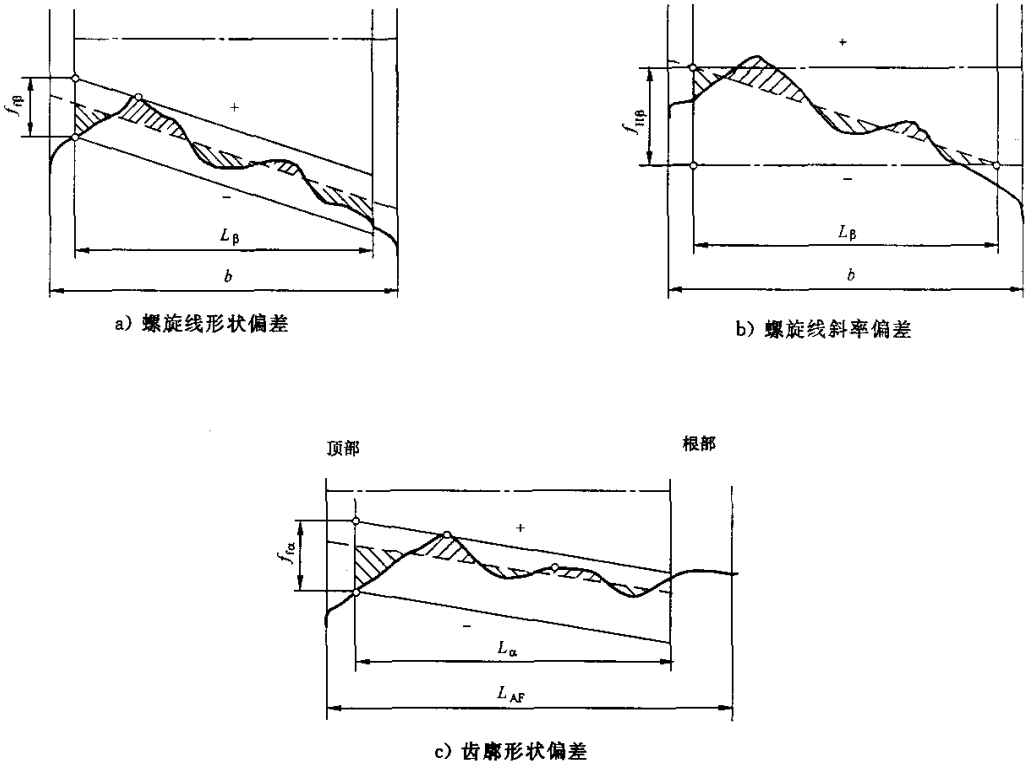 +
+
f_fβ
f_Hβ
−
−
L_β
L_β
b
b
a) 螺旋线形状偏差
b) 螺旋线斜率偏差
顶部
根部
+
f_fα
−
L_α
L_AF
c) 齿廓形状偏差